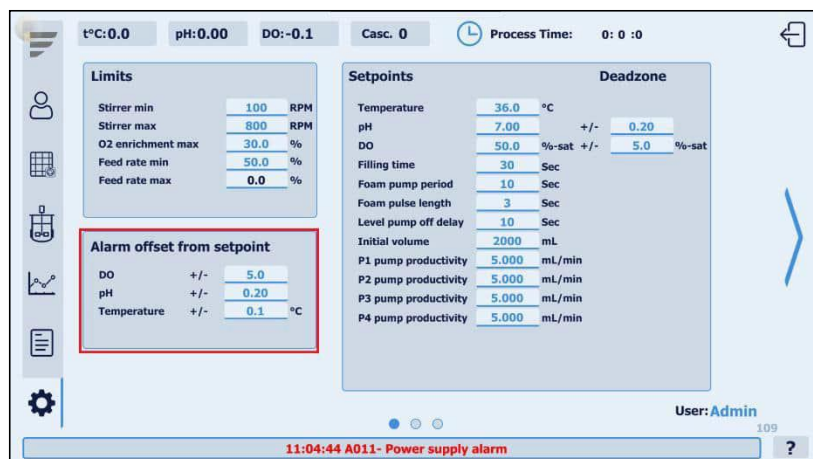 t°C:0.0 pH:0.00 DO:-0.1 Casc. 0 Process Time: 0: 0 :0
Limits
Stirrer min 100 RPM
Stirrer max 800 RPM
O2 enrichment max 30.0 %
Feed rate min 50.0 %
Feed rate max 0.0 %
Alarm offset from setpoint
DO +/- 5.0
pH +/- 0.20
Temperature +/- 0.1 °C
Setpoints Deadzone
Temperature 36.0 °C
pH 7.00 +/- 0.20
DO 50.0 %-sat +/- 5.0 %-sat
Filling time 30 Sec
Foam pump period 10 Sec
Foam pulse length 3 Sec
Level pump off delay 10 Sec
Initial volume 2000 mL
P1 pump productivity 5.000 mL/min
P2 pump productivity 5.000 mL/min
P3 pump productivity 5.000 mL/min
P4 pump productivity 5.000 mL/min
User: Admin
109
11:04:44 A011- Power supply alarm ?